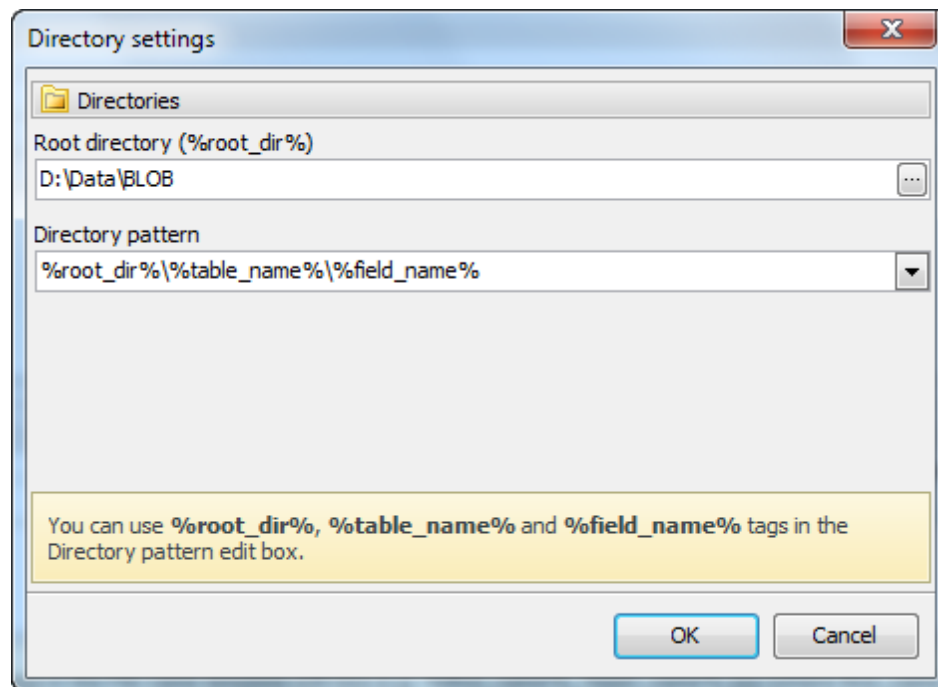 Directory settings
Directories
Root directory (%root_dir%)
D:\Data\BLOB
...
Directory pattern
%root_dir%\%table_name%\%field_name%
You can use %root_dir%, %table_name% and %field_name% tags in the
Directory pattern edit box.
OK Cancel